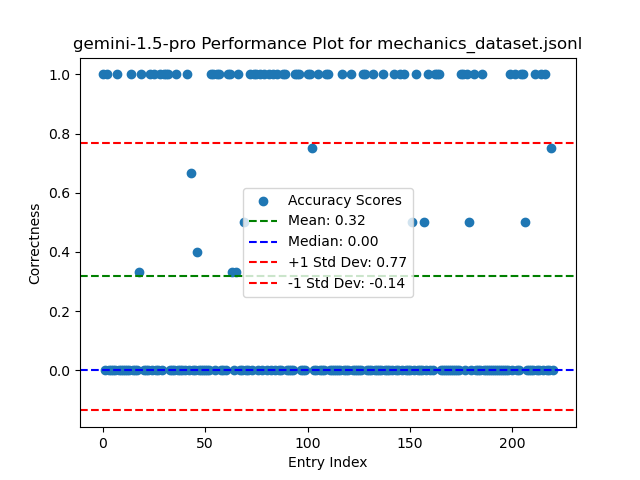 gemini-1.5-pro Performance Plot for mechanics_dataset.jsonl
Correctness
1.0
0.8
0.6
0.4
0.2
0.0
Accuracy Scores
Mean: 0.32
Median: 0.00
+1 Std Dev: 0.77
-1 Std Dev: -0.14
0 50 100 150 200
Entry Index